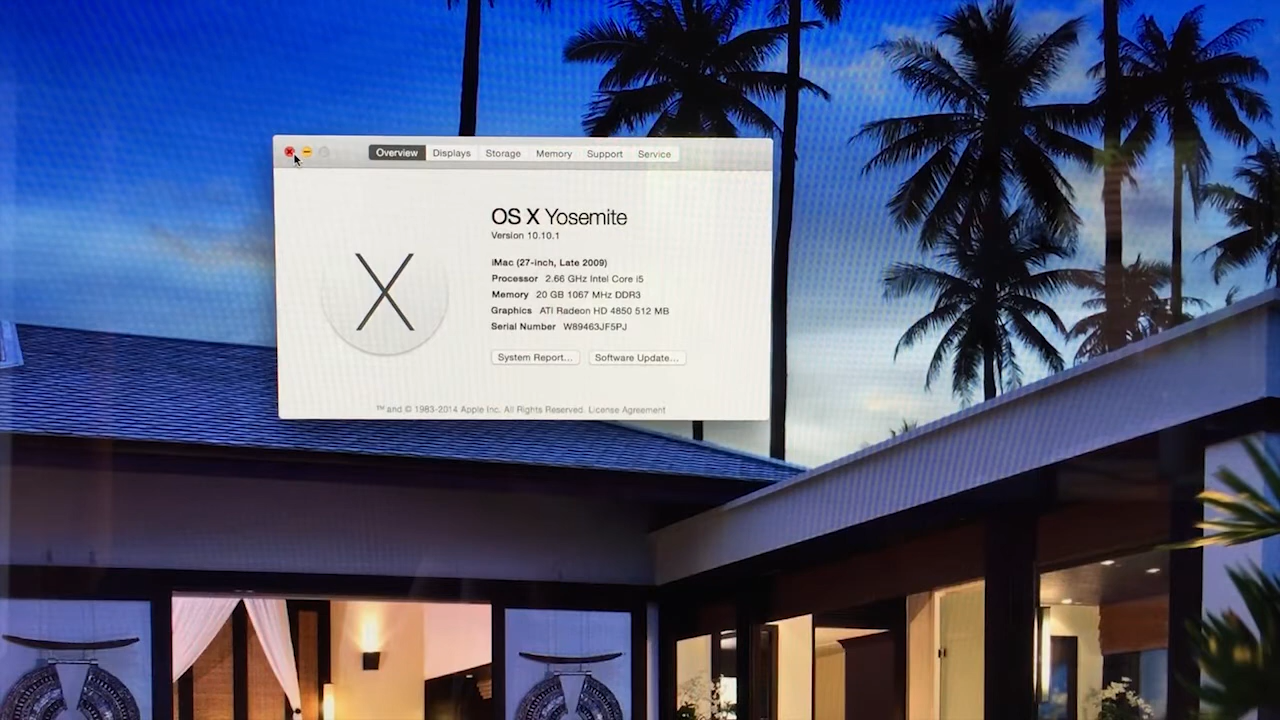 Overview Displays Storage Memory Support Service
OS X Yosemite
Version 10.10.1
iMac (27-inch, Late 2009)
Processor 2.66 GHz Intel Core i5
Memory 20 GB 1067 MHz DDR3
Graphics ATI Radeon HD 4850 512 MB
Serial Number W89463JF5PJ
System Report... Software Update...
™ and © 1983-2014 Apple Inc. All Rights Reserved. License Agreement